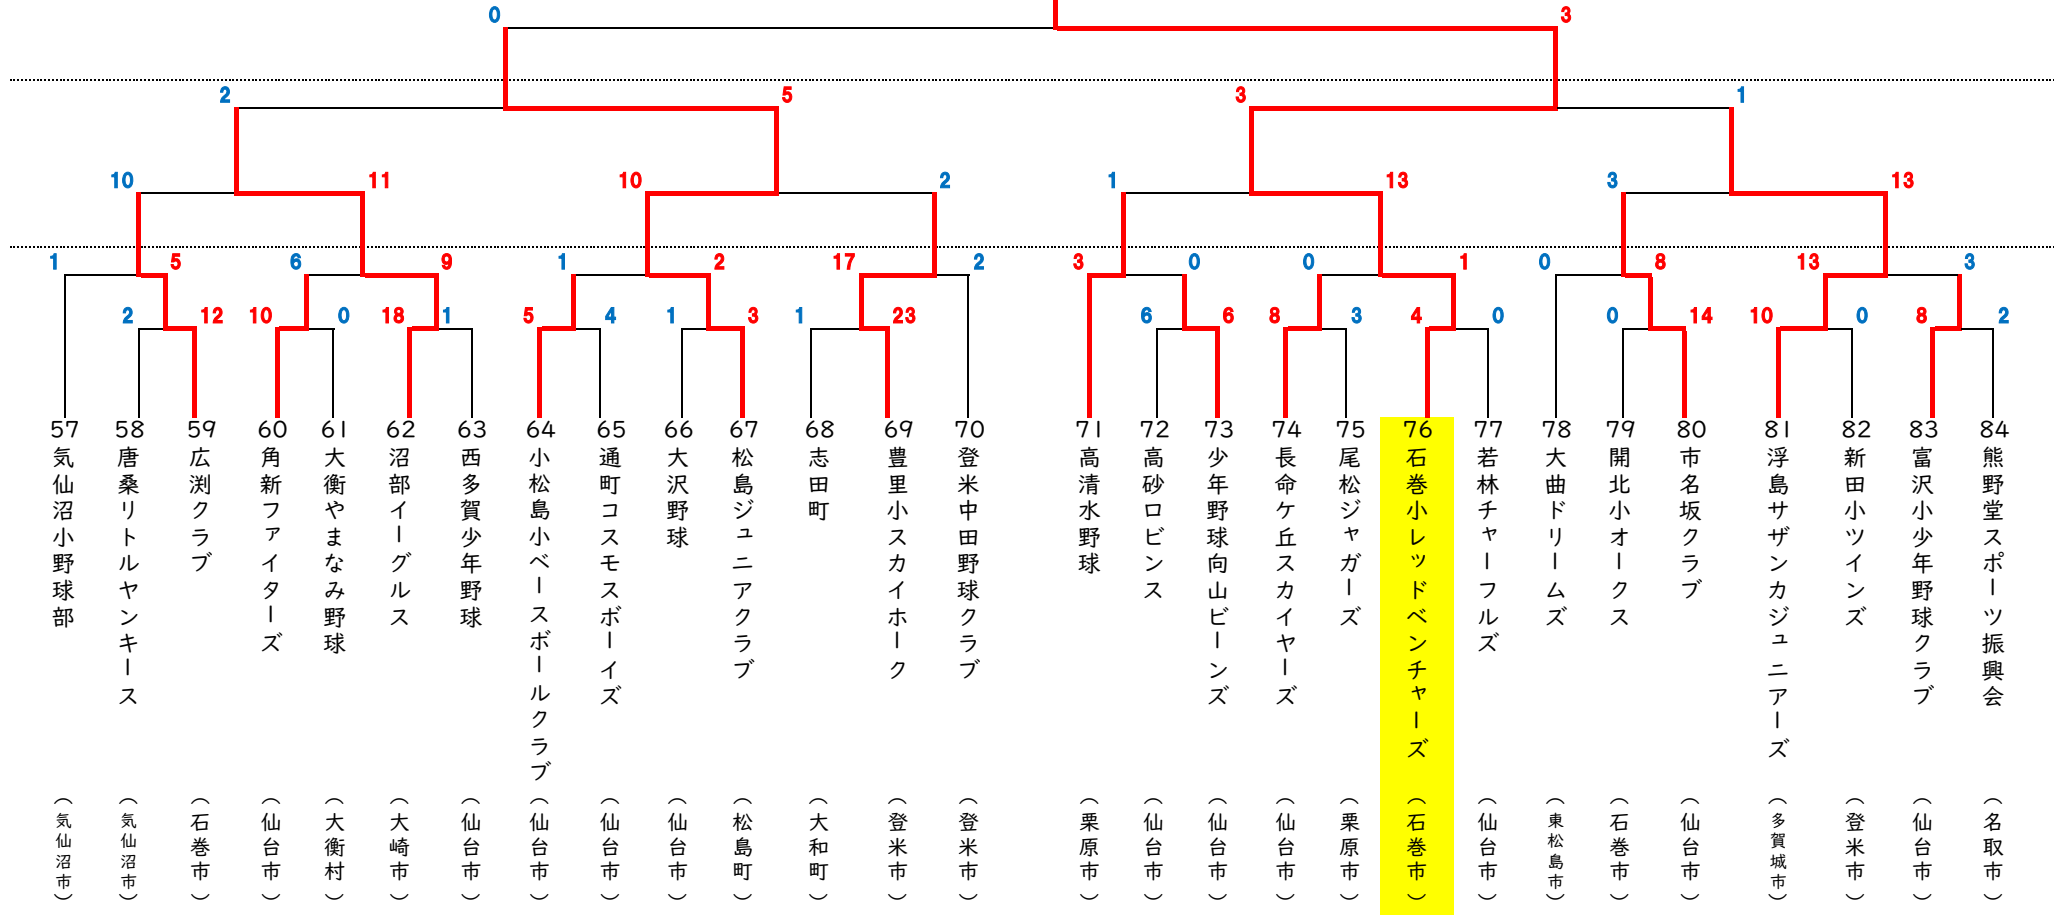 0 3
2 5 3 1
10 11 10 2 1 13 3 13
1 5 6 9 1 2 17 2 3 0 0 1 0 8 13 3
2 12 10 0 18 1 5 4 1 3 1 23 6 6 8 3 4 0 0 14 10 0 8 2
57 気仙沼小野球部 （気仙沼市）
58 唐桑リトルヤンキース （気仙沼市）
59 広渕クラブ （石巻市）
60 角新ファイターズ （仙台市）
61 大衡やまなみ野球 （大衡村）
62 沼部イーグルス （大崎市）
63 西多賀少年野球 （仙台市）
64 小松島小ベースボールクラブ （仙台市）
65 通町コスモスボーイズ （仙台市）
66 大沢野球 （仙台市）
67 松島ジュニアクラブ （松島町）
68 志田町 （大和町）
69 豊里小スカイホーク （登米市）
70 登米中田野球クラブ （登米市）
71 高清水野球 （栗原市）
72 高砂ロビンス （仙台市）
73 少年野球向山ビーンズ （仙台市）
74 長命ケ丘スカイヤーズ （仙台市）
75 尾松ジャガーズ （栗原市）
76 石巻小レッドベンチャーズ （石巻市）
77 若林チャーフルズ （仙台市）
78 大曲ドリームズ （東松島市）
79 開北小オークス （石巻市）
80 市名坂クラブ （仙台市）
81 浮島サザンカジュニアーズ （多賀城市）
82 新田小ツインズ （登米市）
83 富沢小少年野球クラブ （仙台市）
84 熊野堂スポーツ振興会 （名取市）